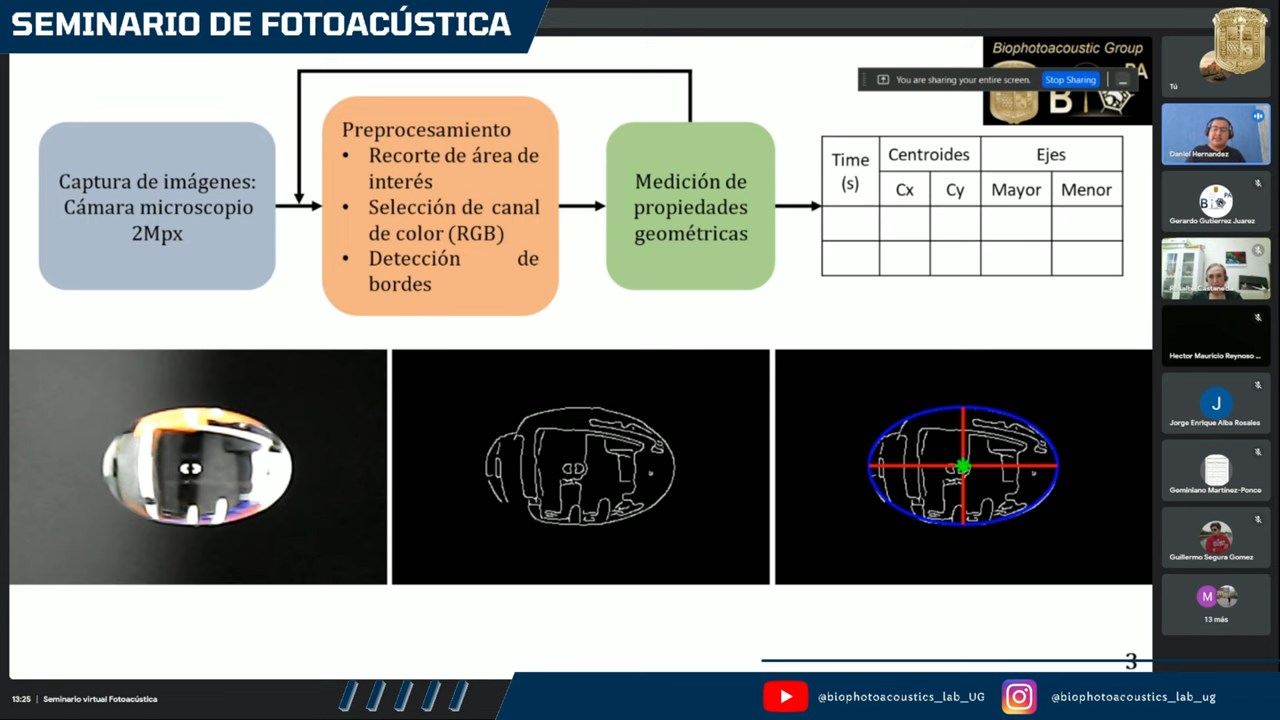 SEMINARIO DE FOTOACÚSTICA
Biophotoacoustic Group
You are sharing your entire screen.
Stop Sharing
PA
B
Captura de imágenes:
Cámara microscopio
2Mpx
Preprocesamiento
• Recorte de área de
interés
• Selección de canal
de color (RGB)
• Detección de
bordes
Medición de
propiedades
geométricas
Time
(s)
Centroides
Ejes
Cx
Cy
Mayor
Menor
Tú
Daniel Hernandez
Gerardo Gutierrez Juarez
Rosalba Castaneda
Hector Mauricio Reynoso ...
J
Jorge Enrique Alba Rosales
Geminiano Martínez-Ponce
Guillermo Segura Gomez
M
13 más
3
13:25 | Seminario virtual Fotoacústica
@biophotoacoustics_lab_UG
@biophotoacoustics_lab_ug